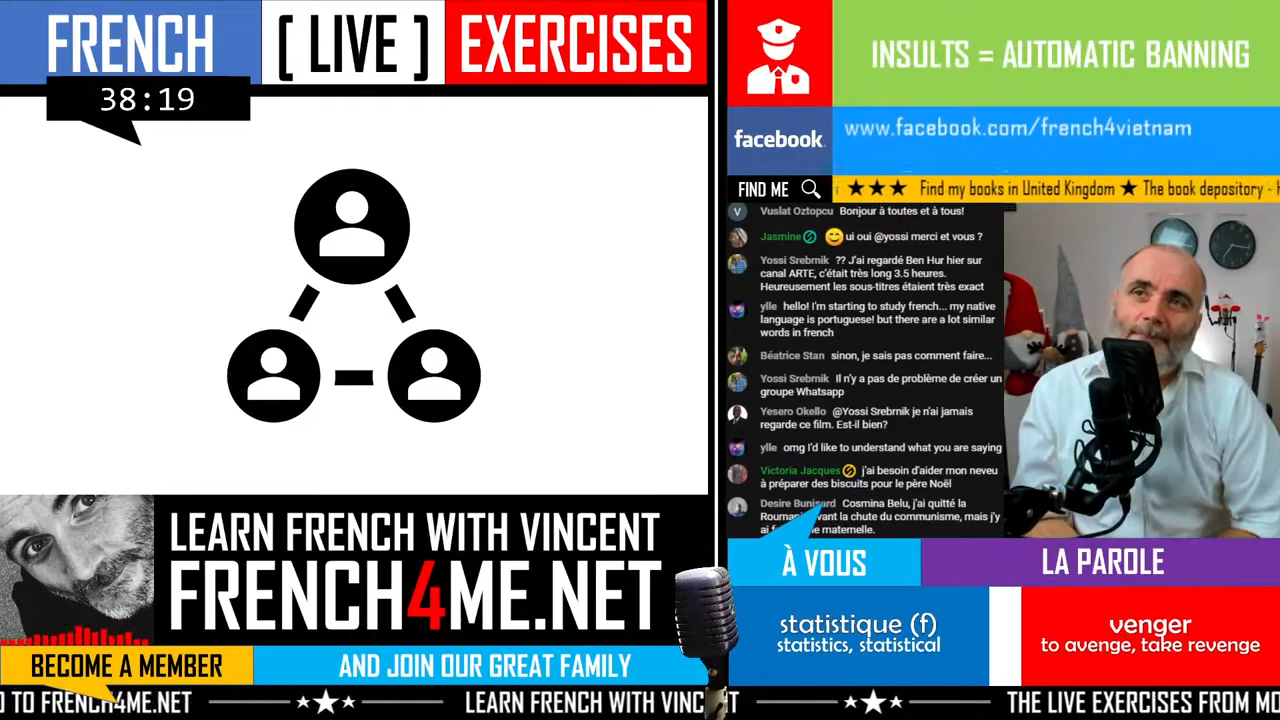 FRENCH [ LIVE ] EXERCISES
38:19
INSULTS = AUTOMATIC BANNING
facebook. www.facebook.com/french4vietnam
FIND ME ★★★ Find my books in United Kingdom ★ The book depository -
V Vuslat Oztopcu Bonjour à toutes et à tous!
Jasmine ui oui @yossi merci et vous ?
Yossi Srebrnik ?? J'ai regardé Ben Hur hier sur
canal ARTE, c'était très long 3.5 heures.
Heureusement les sous-titres étaient très exact
ylle hello! I'm starting to study french... my native
language is portuguese! but there are a lot similar
words in french
Béatrice Stan sinon, je sais pas comment faire...
Yossi Srebrnik Il n'y a pas de problème de créer un
groupe Whatsapp
Yesero Okello @Yossi Srebrnik je n'ai jamais
regarde ce film. Est-il bien?
ylle omg I'd like to understand what you are saying
Victoria Jacques j'ai besoin d'aider mon neveu
à préparer des biscuits pour le père Noël
Desire Cosmina Belu, j'ai quitté la
vant la chute du communisme, mais j'y
ai maternelle.
À VOUS LA PAROLE
statistique (f)
statistics, statistical
venger
to avenge, take revenge
LEARN FRENCH WITH VINCENT
FRENCH4ME.NET
BECOME A MEMBER AND JOIN OUR GREAT FAMILY
TO FRENCH4ME.NET ★ LEARN FRENCH WITH VINC T ★ THE LIVE EXERCISES FROM